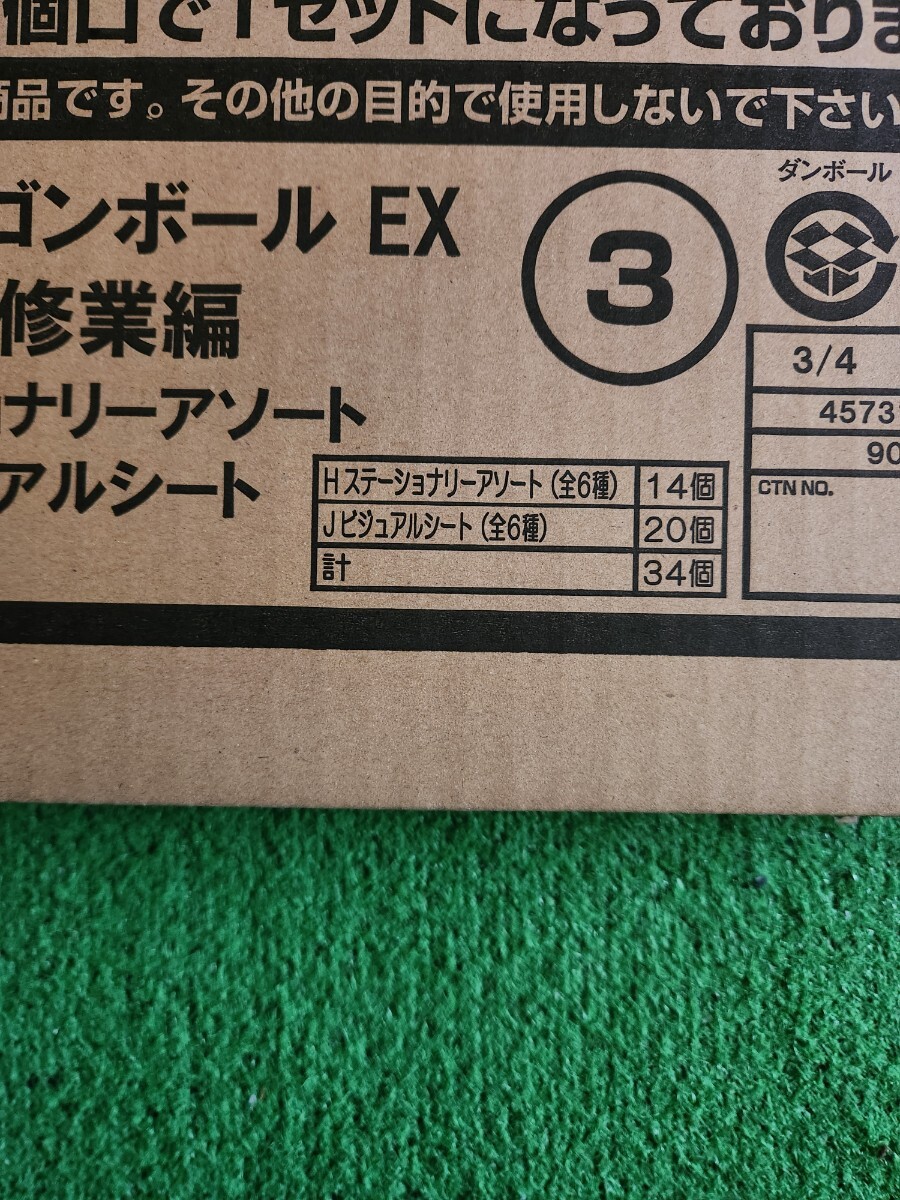 個口で1セットになっておりま
商品です。その他の目的で使用しないで下さい
ダンボール
ゴンボール EX
3
修業編
3/4
ョナリーアソート
45731
90
アルシート
Hステーショナリーアソート (全6種) 14個
CTN NO.
Jビジュアルシート (全6種) 20個
計 34個